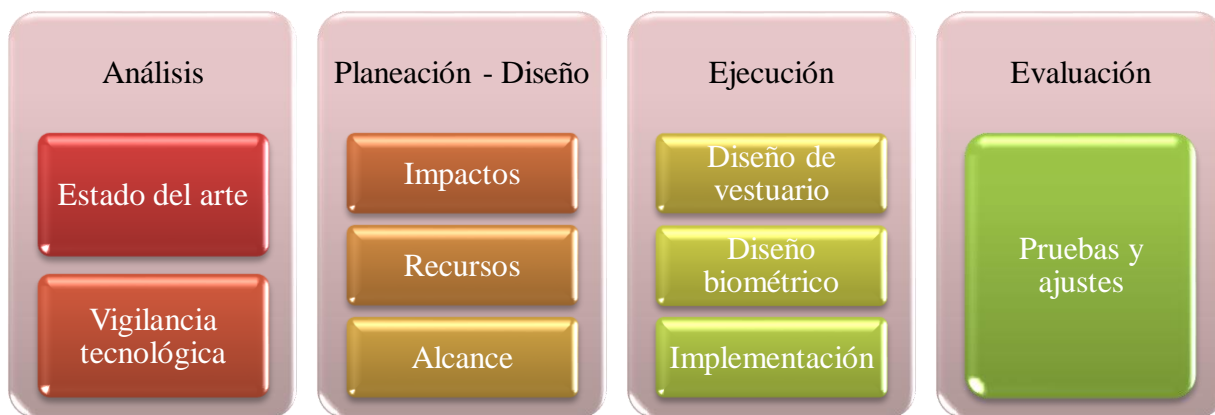 Análisis
Estado del arte
Vigilancia
tecnológica
Planeación - Diseño
Impactos
Recursos
Alcance
Ejecución
Diseño de
vestuario
Diseño
biométrico
Implementación
Evaluación
Pruebas y
ajustes